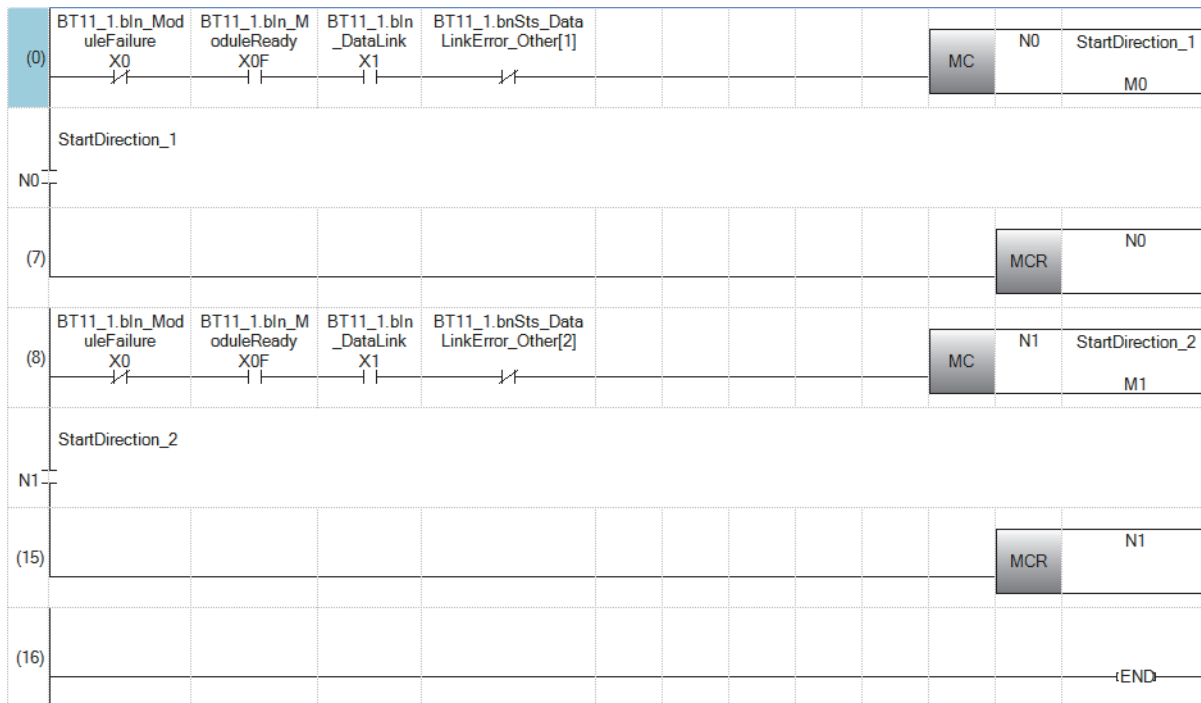 BT11_1.bIn_Mod BT11_1.bIn_M BT11_1.bIn BT11_1.bnSts_Data
uleFailure oduleReady _DataLink LinkError_Other[1]
(0) X0 X0F X1 MC N0 StartDirection_1
M0
StartDirection_1
N0
(7) MCR N0
BT11_1.bIn_Mod BT11_1.bIn_M BT11_1.bIn BT11_1.bnSts_Data
uleFailure oduleReady _DataLink LinkError_Other[2]
(8) X0 X0F X1 MC N1 StartDirection_2
M1
StartDirection_2
N1
(15) MCR N1
(16) END